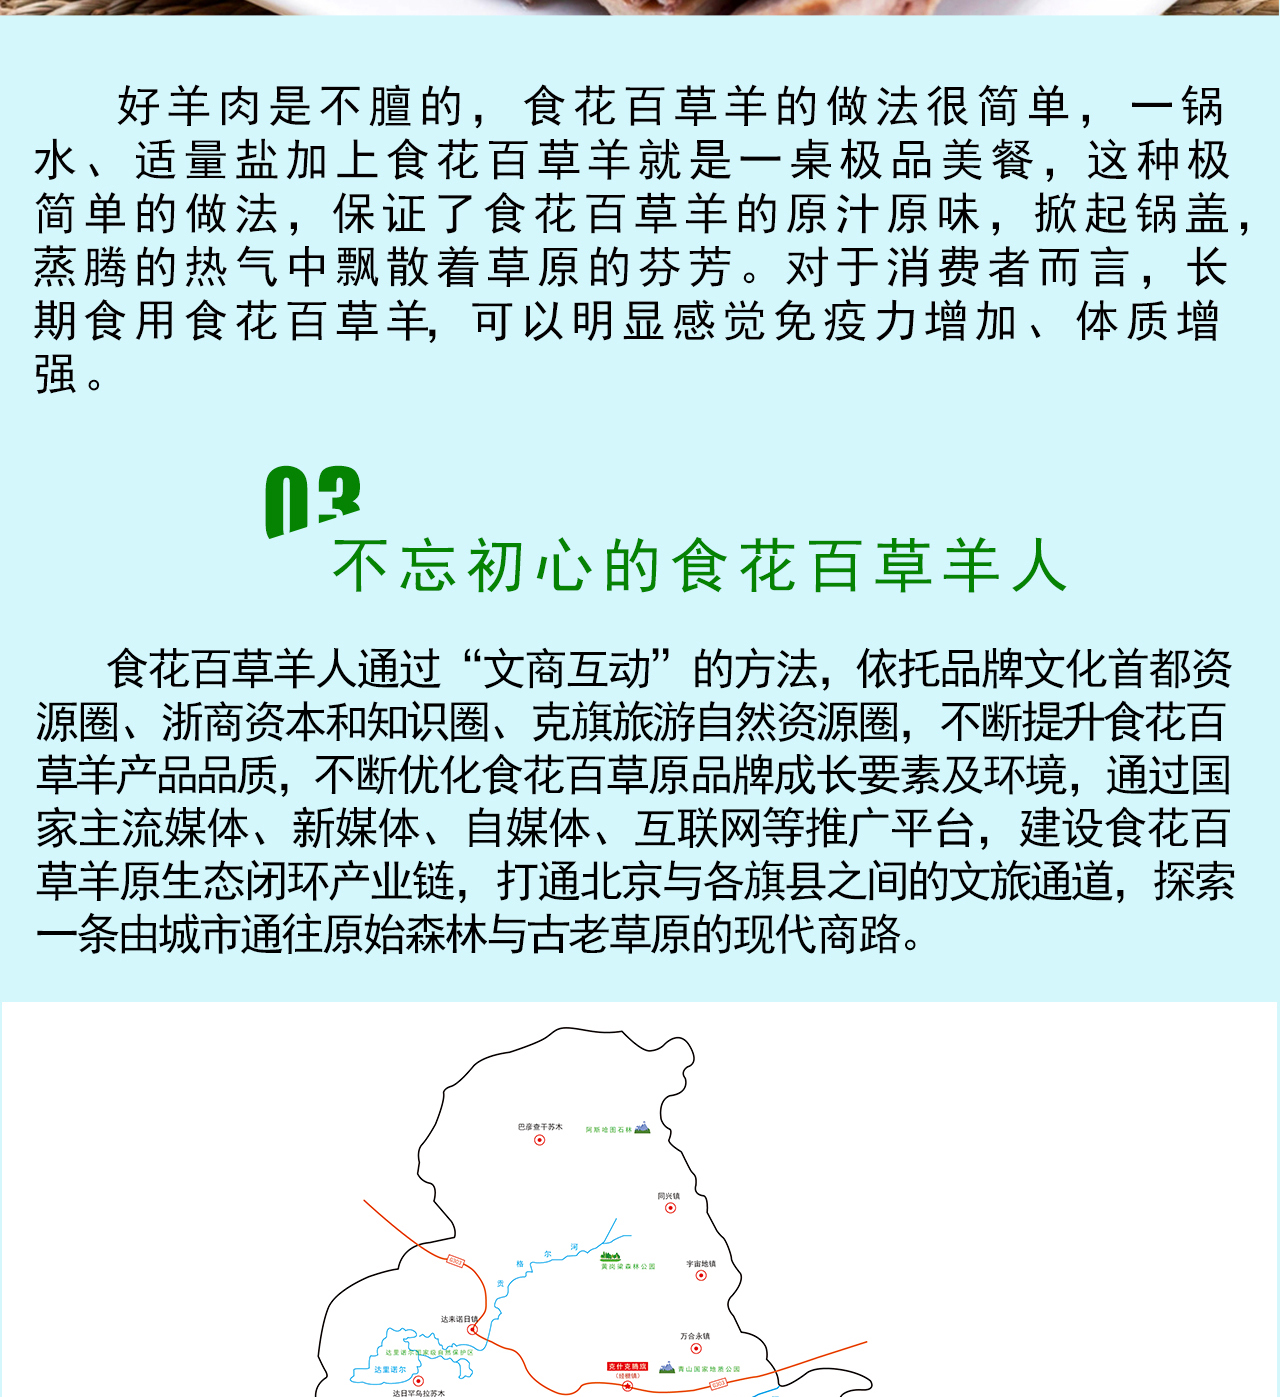 好羊肉是不膻的，食花百草羊的做法很简单，一锅
水、适量盐加上食花百草羊就是一桌极品美餐，这种极
简单的做法，保证了食花百草羊的原汁原味，掀起锅盖，
蒸腾的热气中飘散着草原的芬芳。对于消费者而言，长
期食用食花百草羊，可以明显感觉免疫力增加、体质增
强。
03
不忘初心的食花百草羊人
食花百草羊人通过“文商互动”的方法，依托品牌文化首都资
源圈、浙商资本和知识圈、克旗旅游自然资源圈，不断提升食花百
草羊产品品质，不断优化食花百草原品牌成长要素及环境，通过国
家主流媒体、新媒体、自媒体、互联网等推广平台，建设食花百
草羊原生态闭环产业链，打通北京与各旗县之间的文旅通道，探索
一条由城市通往原始森林与古老草原的现代商路。
巴彦查干苏木
阿斯哈图石林
同兴镇
贡格尔河
黄岗梁森林公园
宇宙地镇
S303
达来诺日镇
万合永镇
达里诺尔国家级自然保护区
达里诺尔
克什克腾旗
(经棚镇)
青山国家地质公园
S303
达日罕乌拉苏木